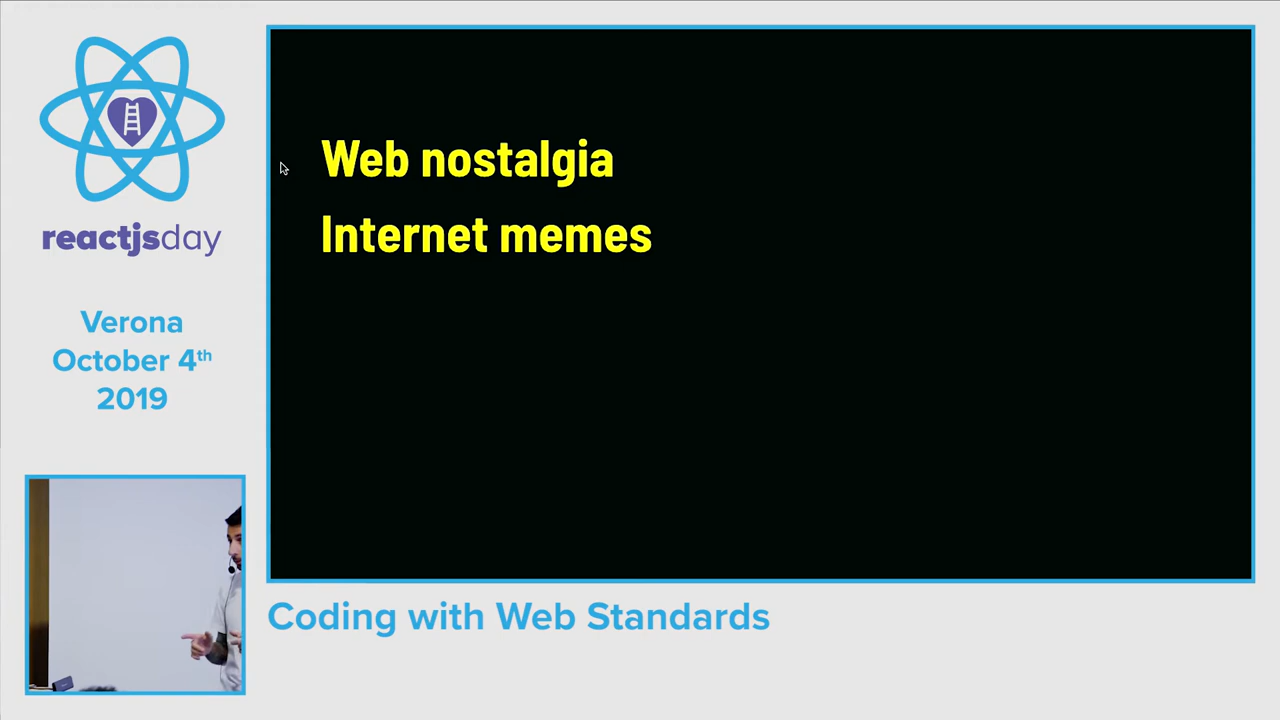 reactjsday
Verona
October 4th
2019
Web nostalgia
Internet memes
Coding with Web Standards